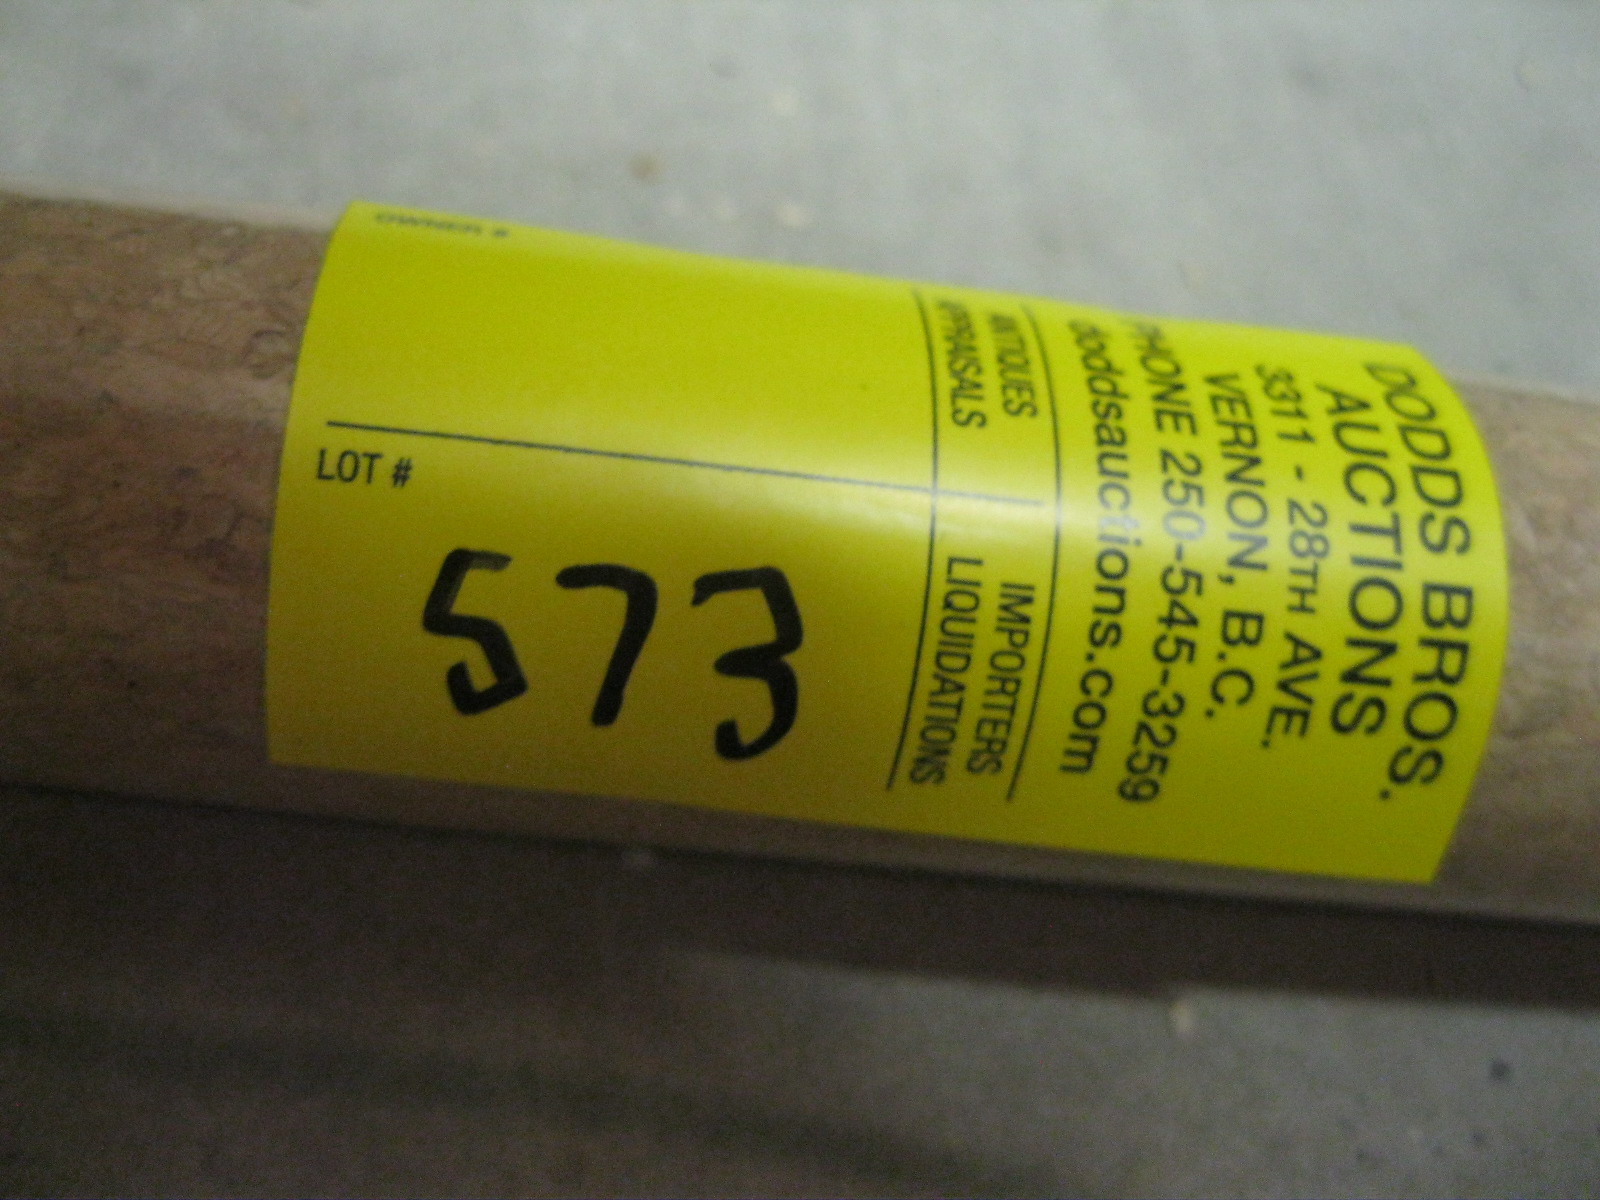 DODDS BROS.
AUCTIONS
3311 - 28TH AVE.
VERNON, B.C.
PHONE 250-545-3259
doddsauctions.com
ANTIQUES IMPORTERS
APPRAISALS LIQUIDATIONS
OWNER #
LOT #
573